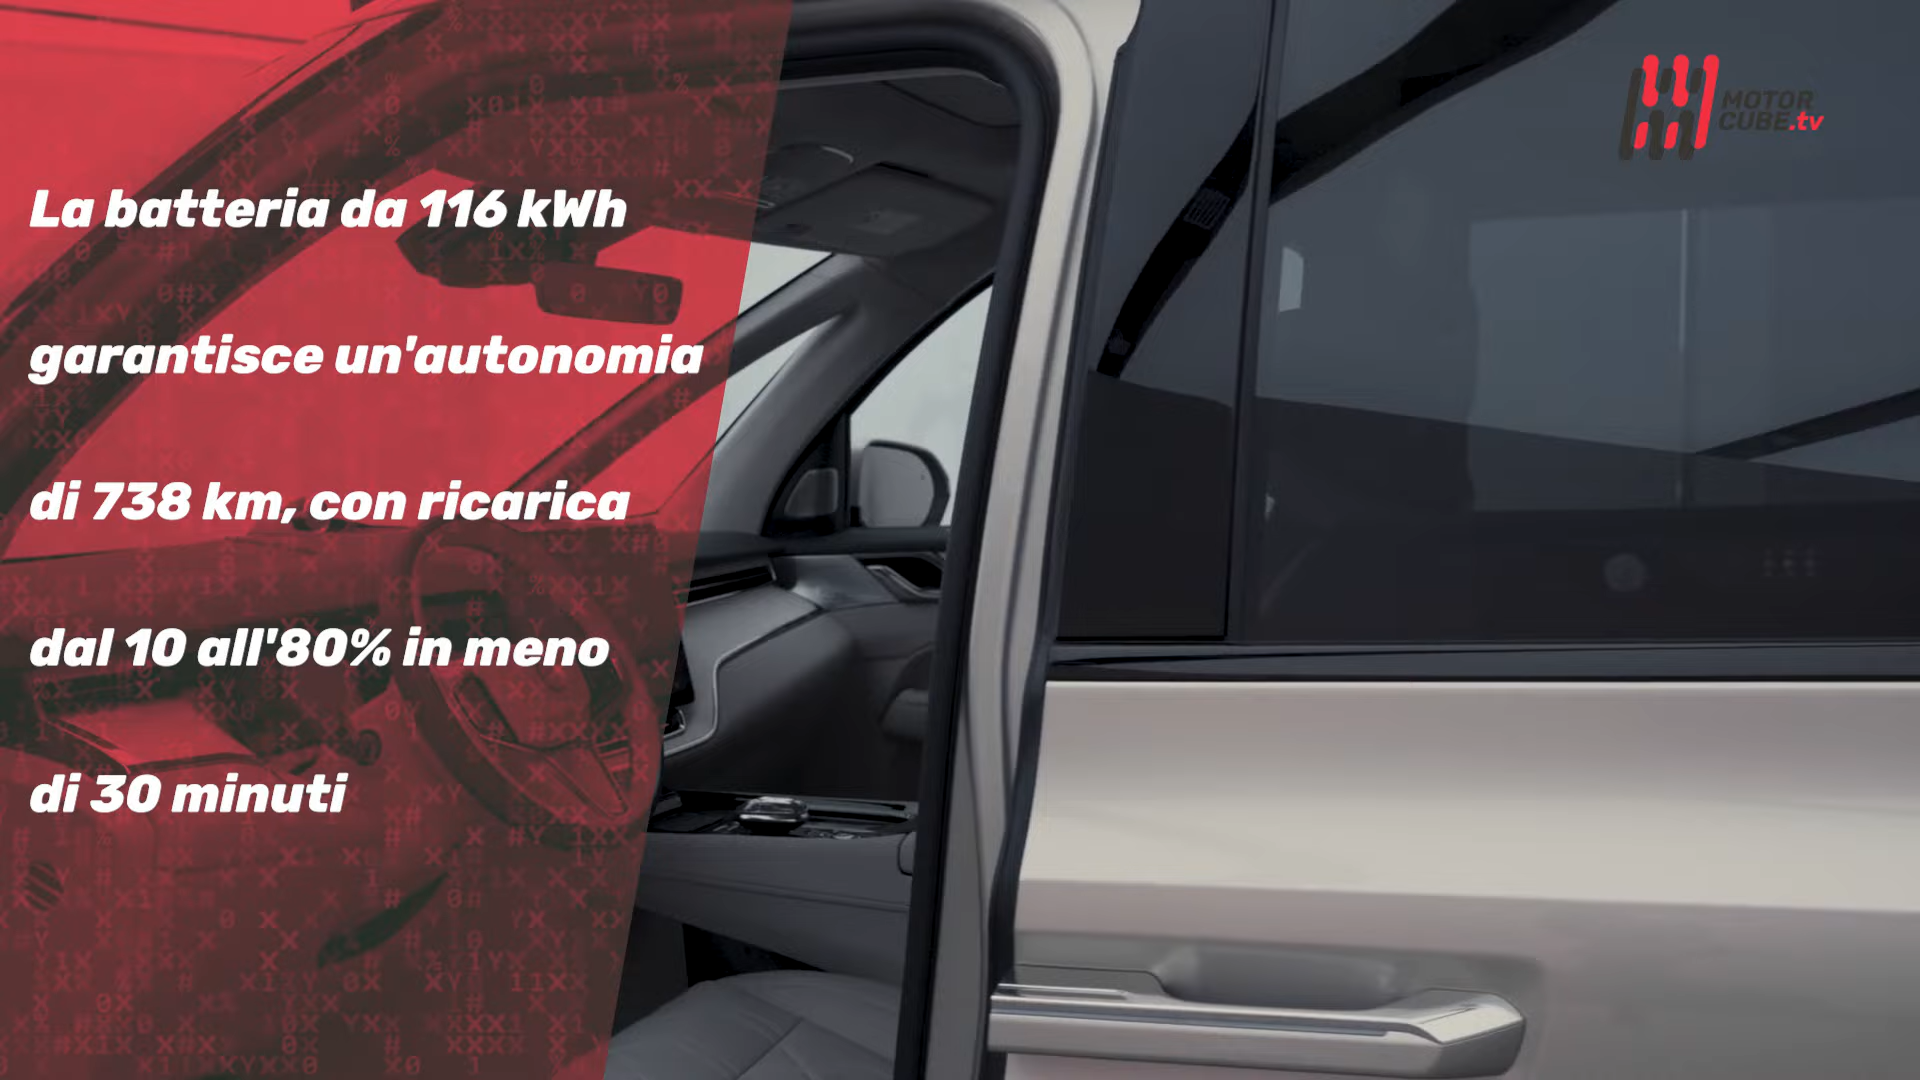 La batteria da 116 kWh
garantisce un'autonomia
di 738 km, con ricarica
dal 10 all'80% in meno
di 30 minuti
MOTOR
CUBE.tv